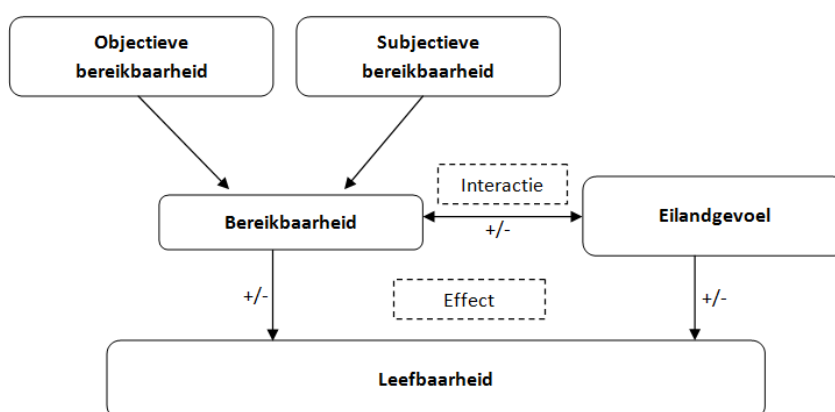 Objectieve
bereikbaarheid
Subjectieve
bereikbaarheid
Interactie
Bereikbaarheid
+/-
Eilandgevoel
+/-
Effect
+/-
Leefbaarheid